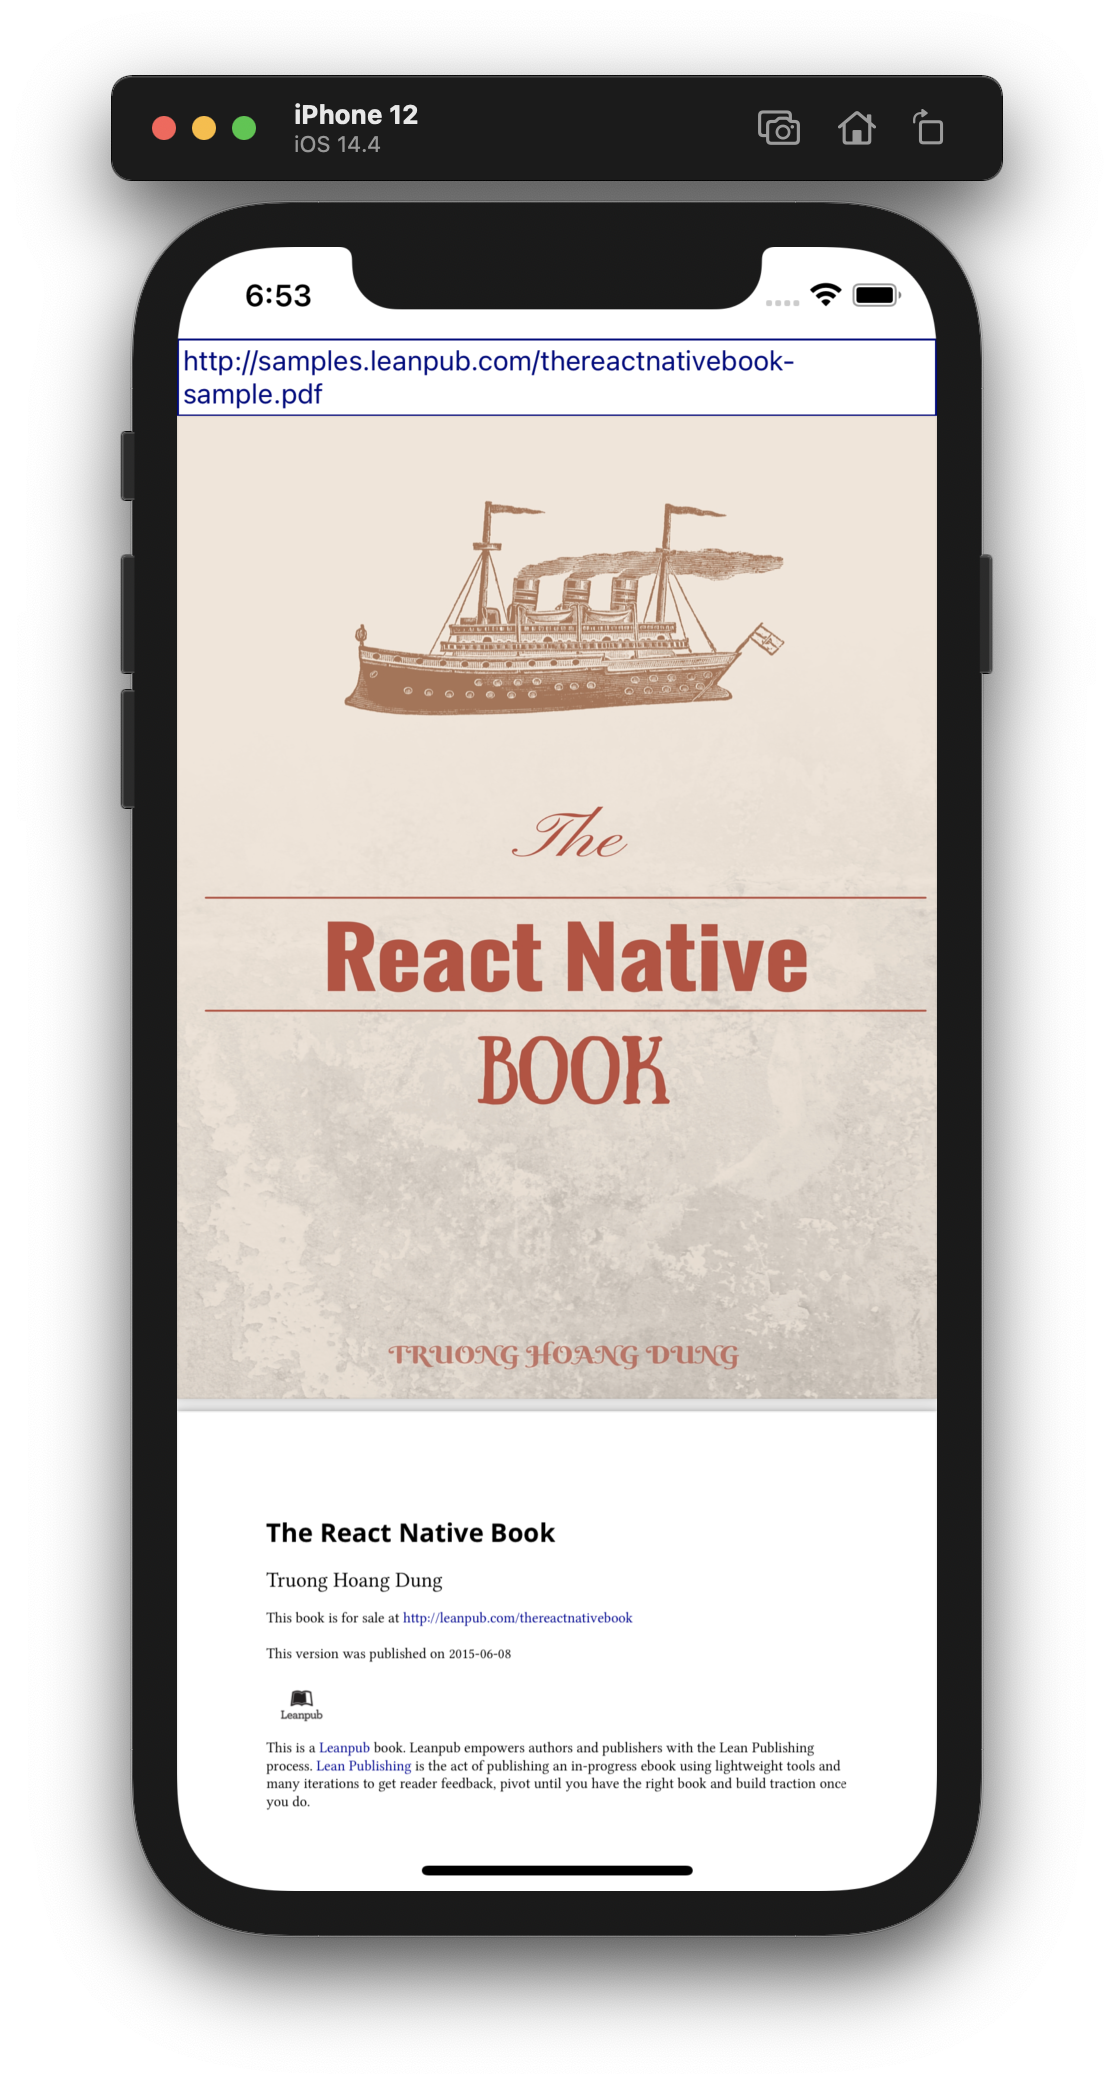 iPhone 12
iOS 14.4
6:53
http://samples.leanpub.com/thereactnativebook-
sample.pdf
The
React Native
BOOK
TRUONG HOANG DUNG
The React Native Book
Truong Hoang Dung
This book is for sale at http://leanpub.com/thereactnativebook
This version was published on 2015-06-08
Leanpub
This is a Leanpub book. Leanpub empowers authors and publishers with the Lean Publishing
process. Lean Publishing is the act of publishing an in-progress ebook using lightweight tools and
many iterations to get reader feedback, pivot until you have the right book and build traction once
you do.